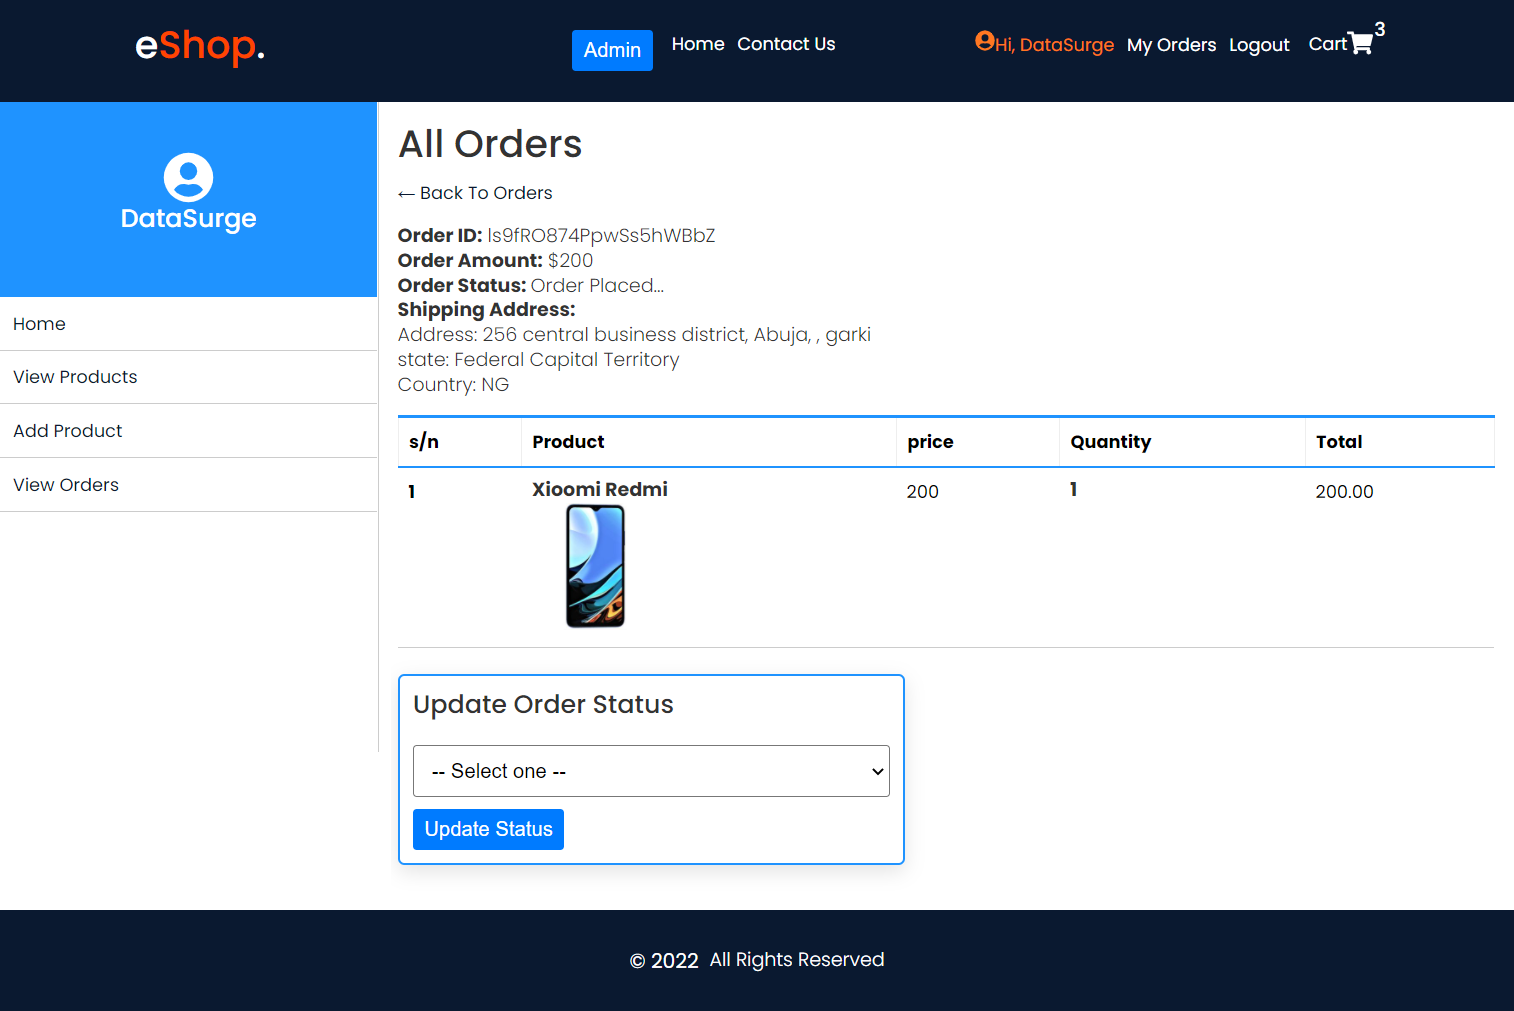 eShop.
Admin
Home
Contact Us
Hi, DataSurge
My Orders
Logout
Cart
3
DataSurge
Home
View Products
Add Product
View Orders
All Orders
← Back To Orders
Order ID: Is9fRO874PpwSs5hWBbZ
Order Amount: $200
Order Status: Order Placed...
Shipping Address:
Address: 256 central business district, Abuja, , garki
state: Federal Capital Territory
Country: NG
s/n Product price Quantity Total
1 Xioomi Redmi 200 1 200.00
Update Order Status
-- Select one --
Update Status
© 2022 All Rights Reserved